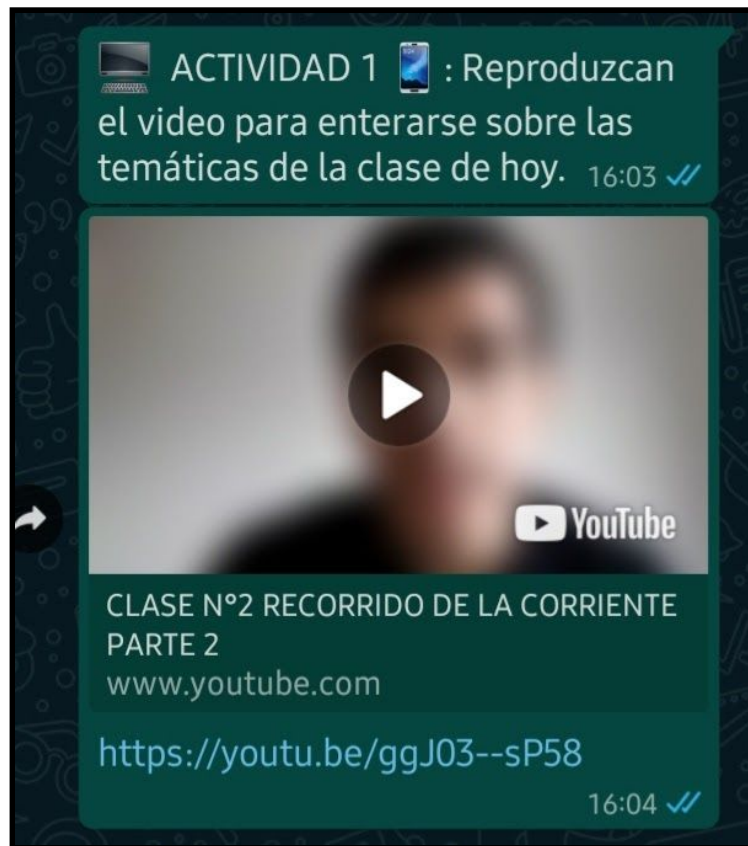 ACTIVIDAD 1 : Reproduzcan
el video para enterarse sobre las
temáticas de la clase de hoy. 16:03
YouTube
CLASE N°2 RECORRIDO DE LA CORRIENTE
PARTE 2
www.youtube.com
https://youtu.be/ggJ03--sP58
16:04